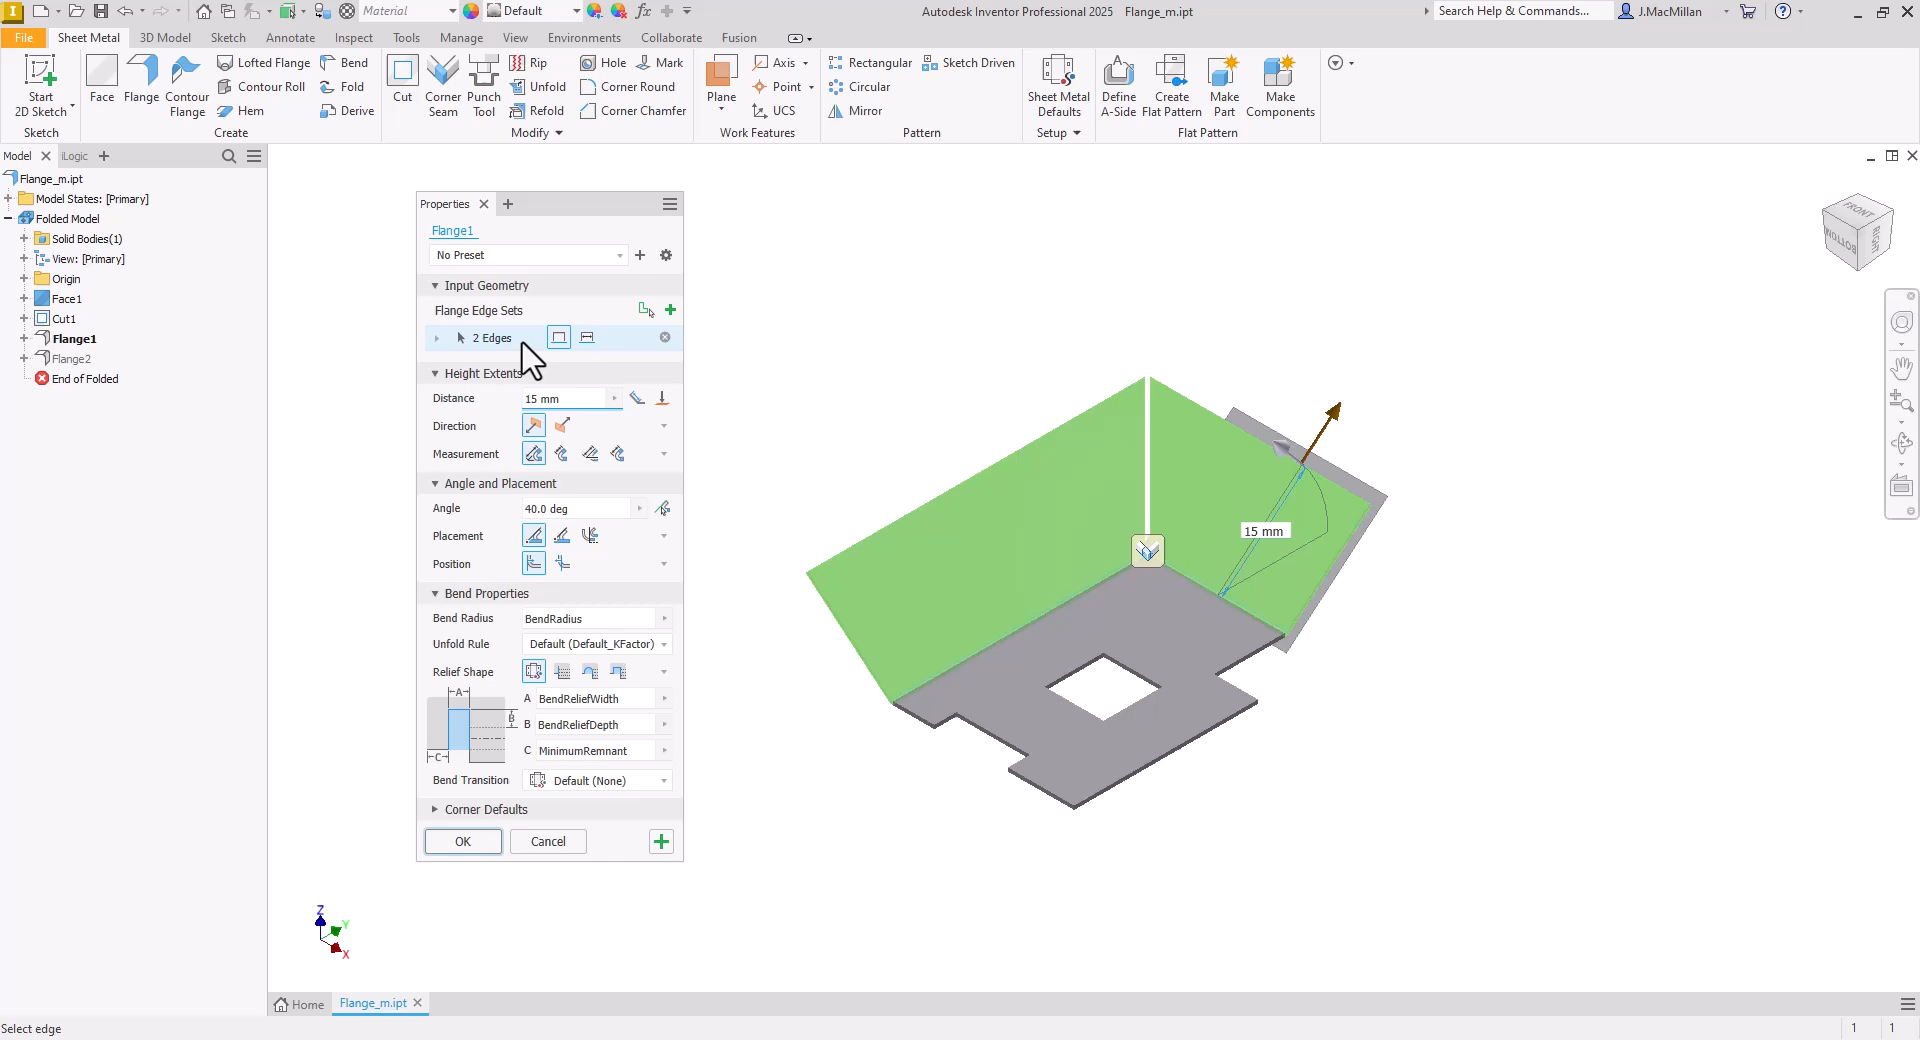 Material
Default
Autodesk Inventor Professional 2025 Flange_m.ipt
Search Help & Commands...
J.MacMillan
File Sheet Metal 3D Model Sketch Annotate Inspect Tools Manage View Environments Collaborate Fusion
Start
2D Sketch
Sketch
Face
Flange
Contour
Flange
Lofted Flange
Contour Roll
Hem
Bend
Fold
Derive
Create
Cut
Corner
Seam
Punch
Tool
Rip
Unfold
Refold
Hole
Mark
Corner Round
Corner Chamfer
Modify
Plane
Axis
Point
UCS
Work Features
Rectangular
Circular
Mirror
Sketch Driven
Pattern
Sheet Metal
Defaults
Setup
Define
A-Side
Create
Flat Pattern
Make
Part
Make
Components
Flat Pattern
Model
iLogic
Flange_m.ipt
Model States: [Primary]
Folded Model
Solid Bodies(1)
View: [Primary]
Origin
Face1
Cut1
Flange1
Flange2
End of Folded
Properties
Flange1
No Preset
Input Geometry
Flange Edge Sets
2 Edges
Height Extents
Distance
15 mm
Direction
Measurement
Angle and Placement
Angle
40.0 deg
Placement
Position
Bend Properties
Bend Radius
BendRadius
Unfold Rule
Default (Default_KFactor)
Relief Shape
A
B
C
A BendReliefWidth
B BendReliefDepth
C MinimumRemnant
Bend Transition
Default (None)
Corner Defaults
OK
Cancel
15 mm
FRONT
BOTTOM
RIGHT
Z
Y
X
Home
Flange_m.ipt
Select edge
1
1